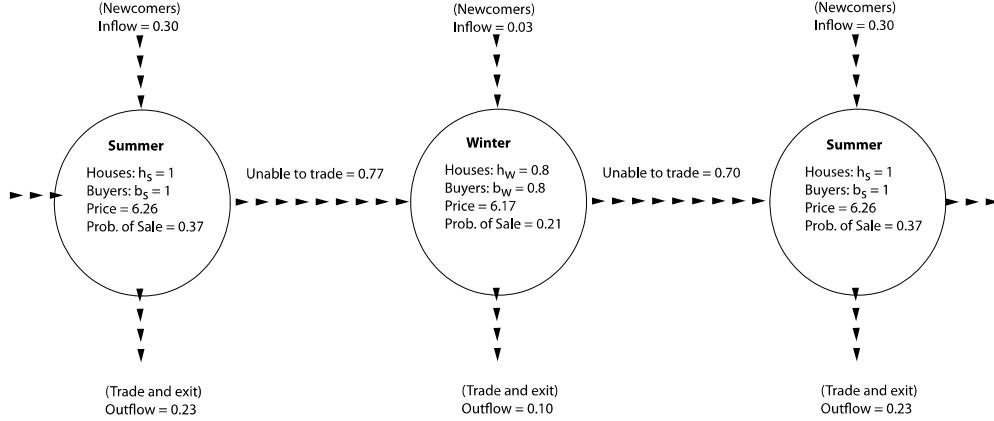 (Newcomers)
Inflow = 0.30
Summer
Houses: hS = 1
Buyers: bS = 1
Price = 6.26
Prob. of Sale = 0.37
(Trade and exit)
Outflow = 0.23
Unable to trade = 0.77
(Newcomers)
Inflow = 0.03
Winter
Houses: hW = 0.8
Buyers: bW = 0.8
Price = 6.17
Prob. of Sale = 0.21
(Trade and exit)
Outflow = 0.10
Unable to trade = 0.70
(Newcomers)
Inflow = 0.30
Summer
Houses: hS = 1
Buyers: bS = 1
Price = 6.26
Prob. of Sale = 0.37
(Trade and exit)
Outflow = 0.23